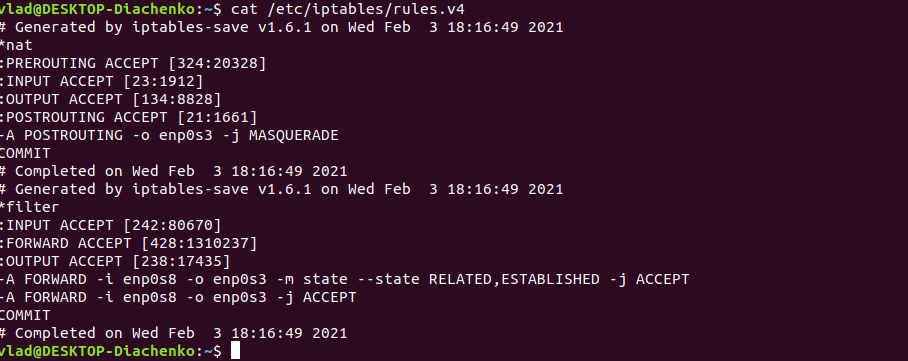 vlad@DESKTOP-Diachenko:~$ cat /etc/iptables/rules.v4
# Generated by iptables-save v1.6.1 on Wed Feb  3 18:16:49 2021
*nat
:PREROUTING ACCEPT [324:20328]
:INPUT ACCEPT [23:1912]
:OUTPUT ACCEPT [134:8828]
:POSTROUTING ACCEPT [21:1661]
-A POSTROUTING -o enp0s3 -j MASQUERADE
COMMIT
# Completed on Wed Feb  3 18:16:49 2021
# Generated by iptables-save v1.6.1 on Wed Feb  3 18:16:49 2021
*filter
:INPUT ACCEPT [242:80670]
:FORWARD ACCEPT [428:1310237]
:OUTPUT ACCEPT [238:17435]
-A FORWARD -i enp0s8 -o enp0s3 -m state --state RELATED,ESTABLISHED -j ACCEPT
-A FORWARD -i enp0s8 -o enp0s3 -j ACCEPT
COMMIT
# Completed on Wed Feb  3 18:16:49 2021
vlad@DESKTOP-Diachenko:~$